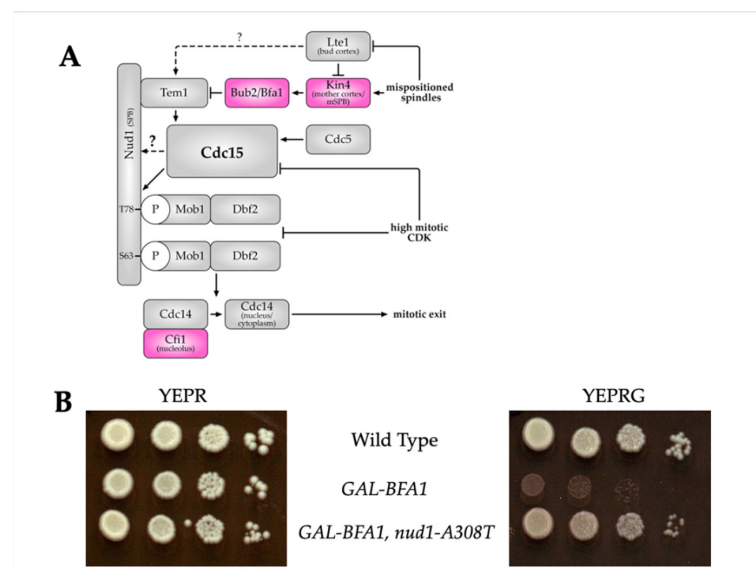 A
?
Lte1
(bud cortex)
Tem1
Bub2/Bfa1
Kin4
(mother cortex/
mSPB)
mispositioned
spindles
Nud1 (SPB)
?
Cdc15
Cdc5
T78
P
Mob1
Dbf2
high mitotic
CDK
S63
P
Mob1
Dbf2
Cdc14
Cdc14
(nucleus/
cytoplasm)
mitotic exit
Cfi1
(nucleolus)
B
YEPR
YEPRG
Wild Type
GAL-BFA1
GAL-BFA1, nud1-A308T